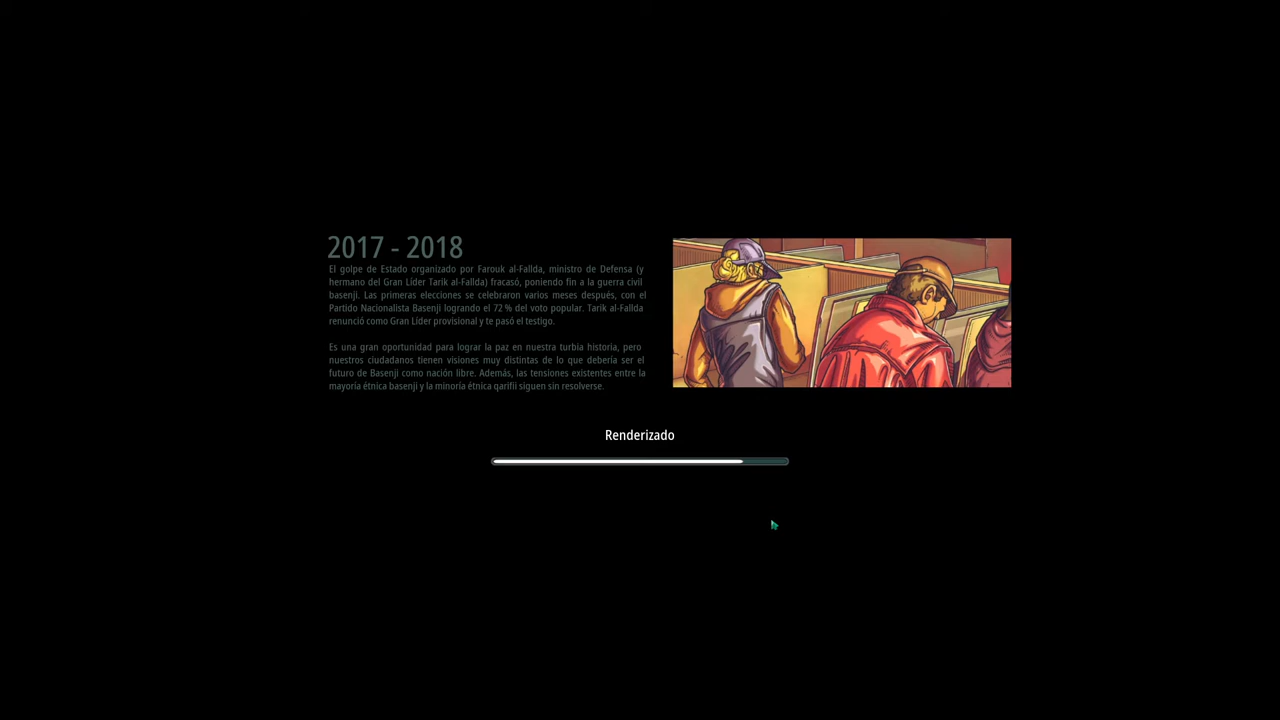 2017 - 2018
El golpe de Estado organizado por Farouk al-Fallda, ministro de Defensa (y
hermano del Gran Líder Tarik al-Fallda) fracasó, poniendo fin a la guerra civil
basenji. Las primeras elecciones se celebraron varios meses después, con el
Partido Nacionalista Basenji logrando el 72 % del voto popular. Tarik al-Fallda
renunció como Gran Líder provisional y te pasó el testigo.
Es una gran oportunidad para lograr la paz en nuestra turbia historia, pero
nuestros ciudadanos tienen visiones muy distintas de lo que debería ser el
futuro de Basenji como nación libre. Además, las tensiones existentes entre la
mayoría étnica basenji y la minoría étnica qarifii siguen sin resolverse.
Renderizado